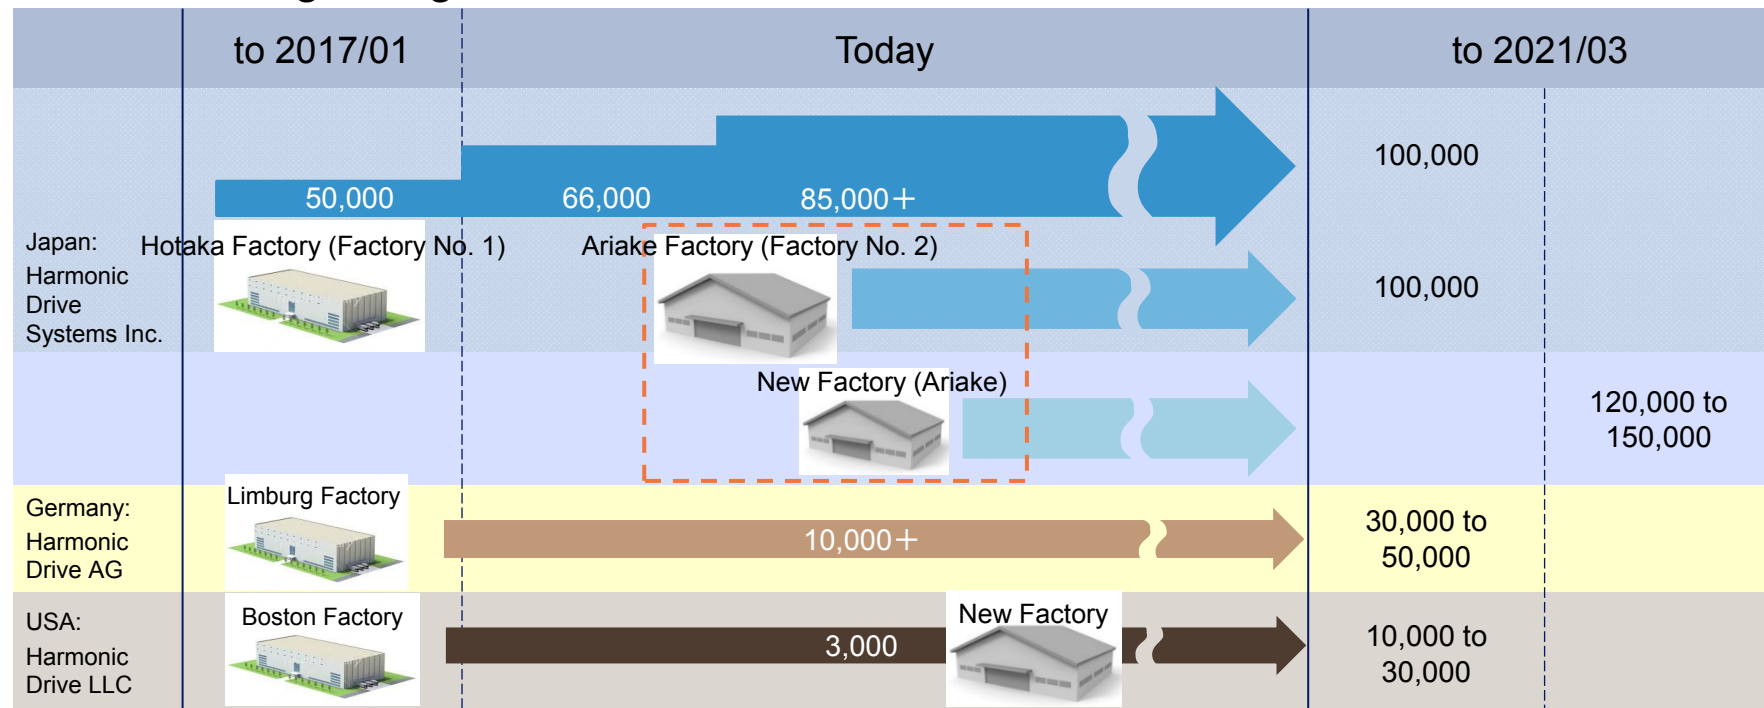 to 2017/01
Today
to 2021/03
50,000
66,000
85,000＋
100,000
Japan:
Harmonic
Drive
Systems Inc.
Hotaka Factory (Factory No. 1)
Ariake Factory (Factory No. 2)
100,000
New Factory (Ariake)
120,000 to
150,000
Germany:
Harmonic
Drive AG
Limburg Factory
10,000＋
30,000 to
50,000
USA:
Harmonic
Drive LLC
Boston Factory
3,000
New Factory
10,000 to
30,000